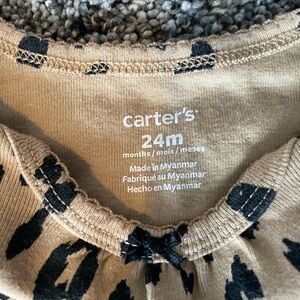 carter's
24m
months / mois / meses
Made in Myanmar
Fabriqué au Myanmar
Hecho en Myanmar